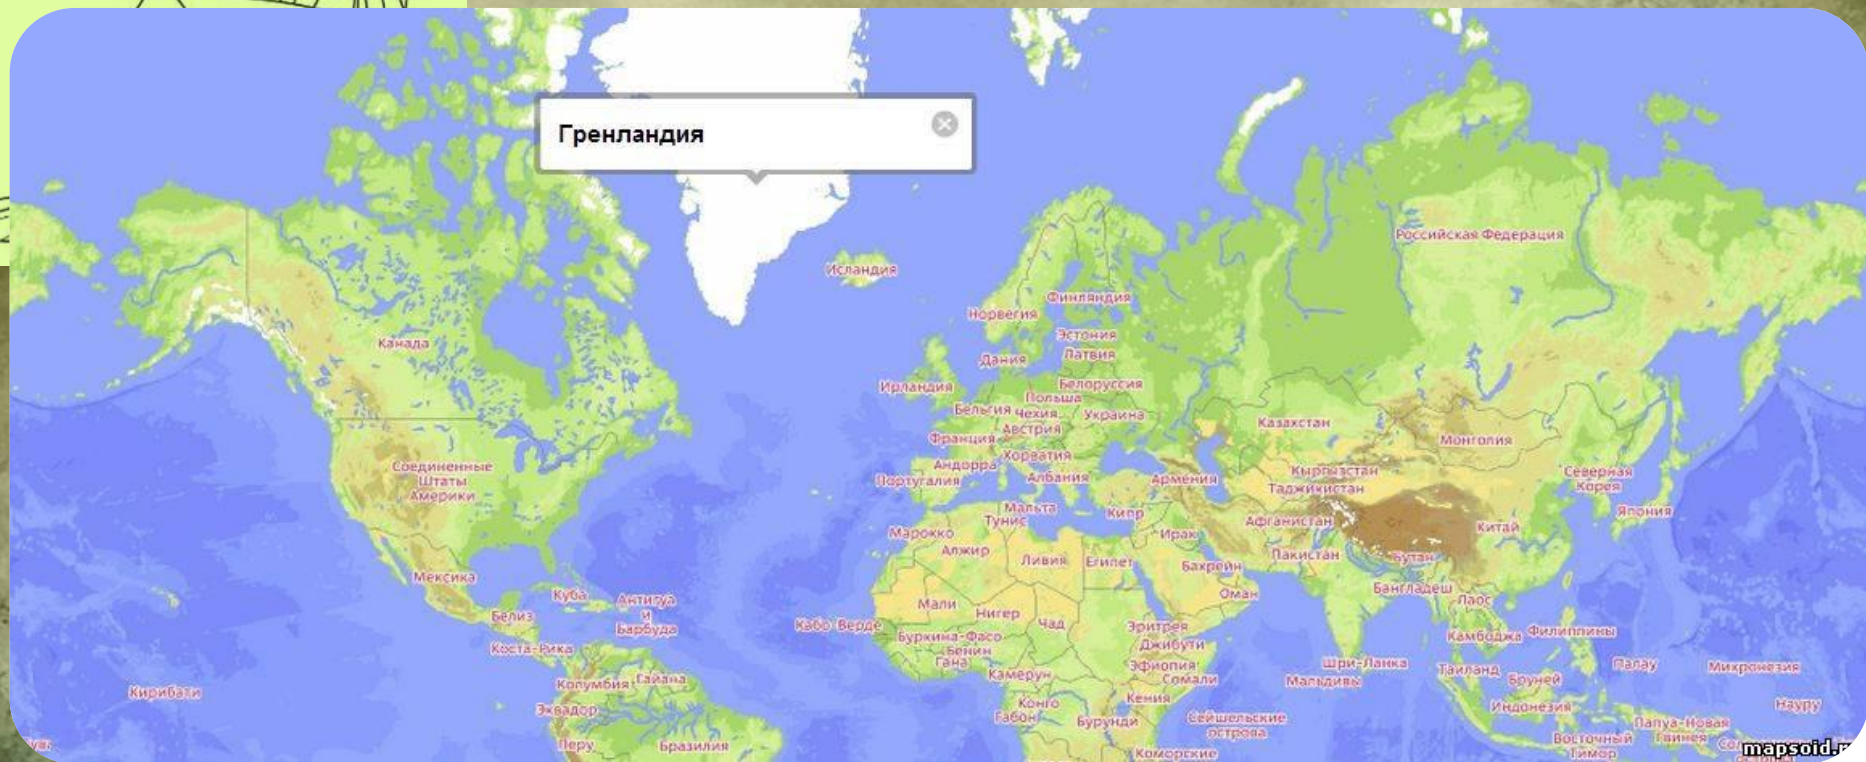 Гренландия
Российская Федерация
Исландия
Финляндия
Норвегия
Эстония
Латвия
Канада
Дания
Белоруссия
Ирландия
Польша
Бельгия
Чехия
Украина
Казахстан
Австрия
Франция
Монголия
Хорватия
Андорра
Соединенные
Штаты
Америки
Албания
Португалия
Армения
Кыргызстан
Таджикистан
Северная
Корея
Мальта
Тунис
Кипр
Япония
Афганистан
Китай
Марокко
Ирак
Алжир
Ливия
Египет
Пакистан
Бутан
Бахрейн
Мексика
Куба
Антигуа
и
Барбуда
Оман
Бангладеш
Лаос
Мали
Нигер
Чад
Белиз
Кабо-Верде
Эритрея
Джибути
Буркина-Фасо
Бенин
Гана
Камбоджа
Филиппины
Коста-Рика
Эфиопия
Сомали
Шри-Ланка
Мальдивы
Таиланд
Бруней
Палау
Микронезия
Камерун
Колумбия
Гайана
Кирибати
Кения
Конго
Габон
Бурунди
Сейшельские
острова
Индонезия
Науру
Эквадор
Папуа-Новая
Гвинея
Перу
Бразилия
Восточный
Тимор
Коморские
mapsoid.r